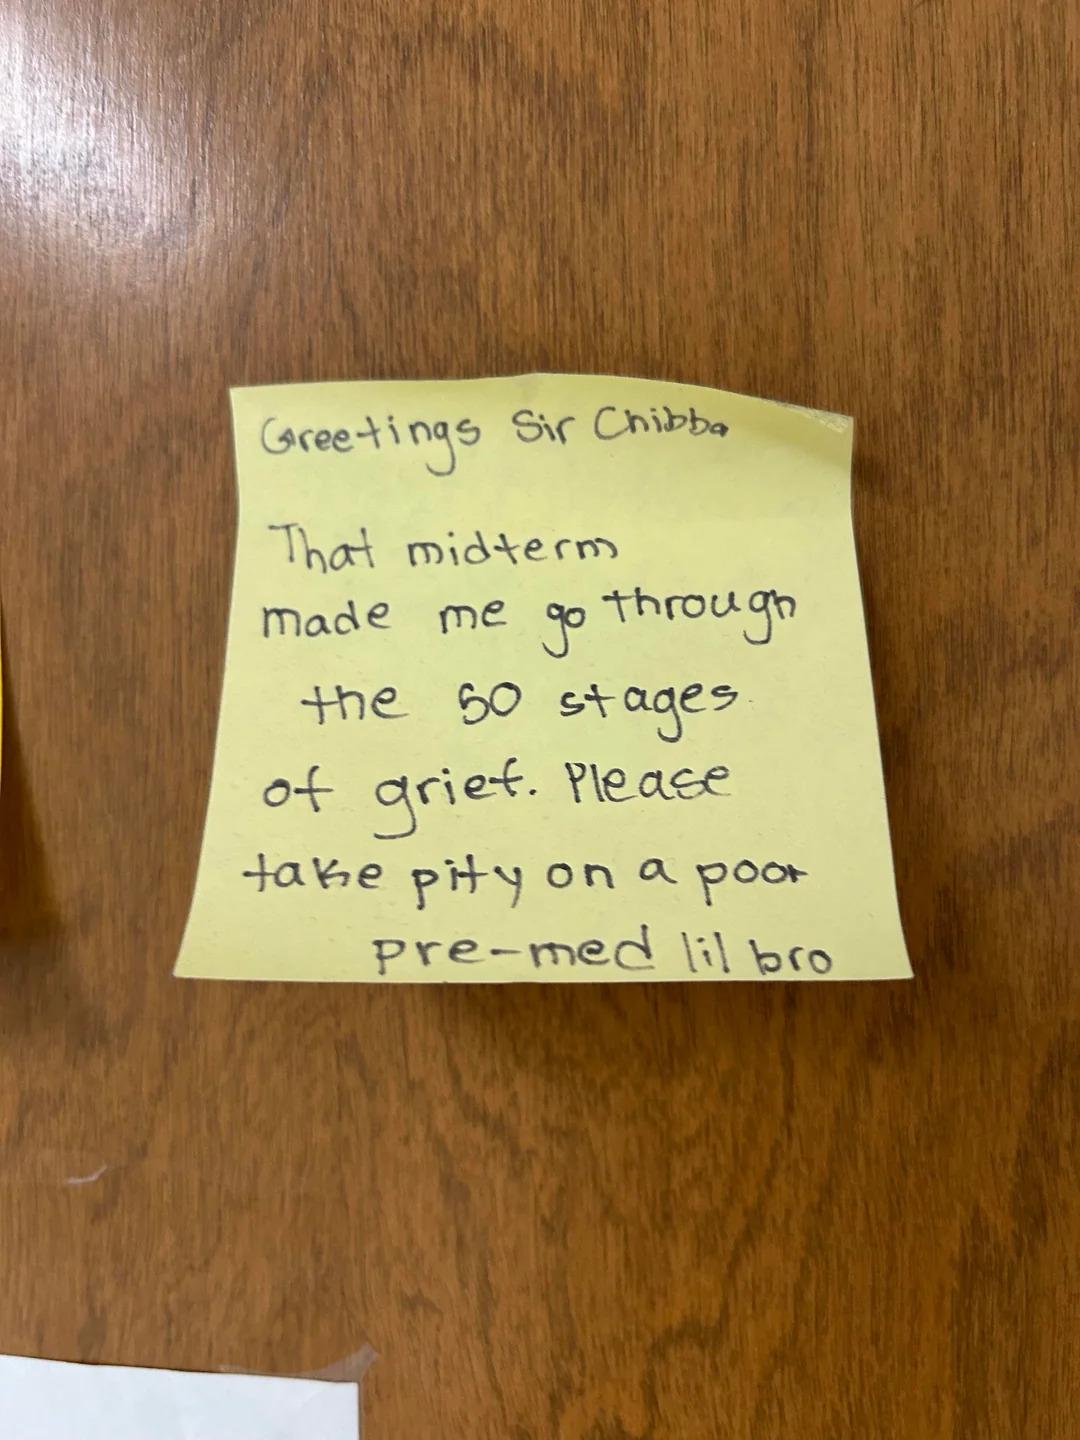 Greetings Sir Chibba
That midterm
made me go through
the 50 stages
of grief. Please
take pity on a poor
pre-med lil bro